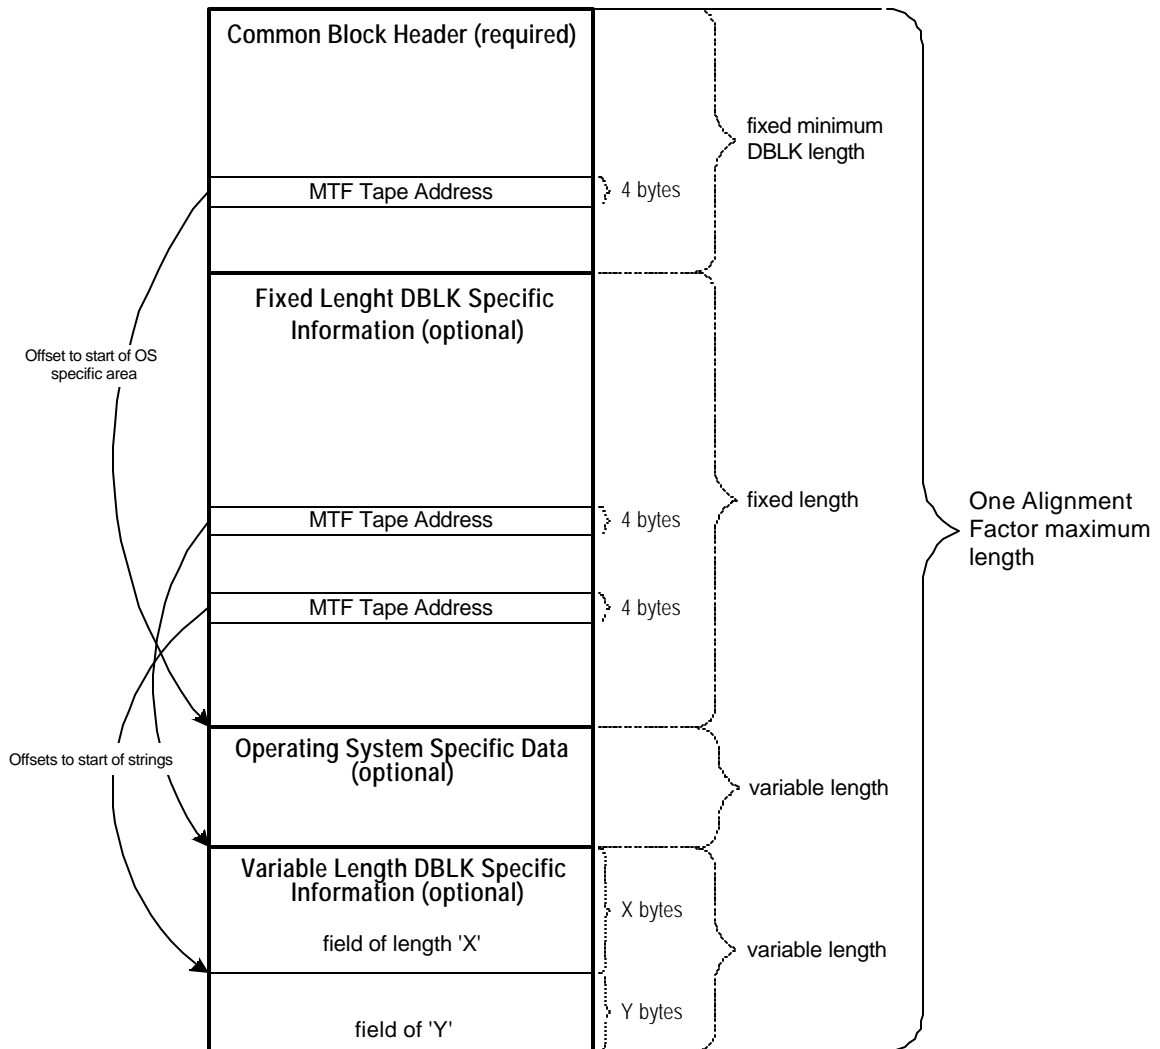 Common Block Header (required)
fixed minimum
DBLK length
MTF Tape Address
4 bytes
Fixed Lenght DBLK Specific
Information (optional)
Offset to start of OS
specific area
fixed length
One Alignment
Factor maximum
length
MTF Tape Address
4 bytes
MTF Tape Address
4 bytes
Operating System Specific Data
(optional)
Offsets to start of strings
variable length
Variable Length DBLK Specific
Information (optional)
X bytes
field of length 'X'
variable length
Y bytes
field of 'Y'